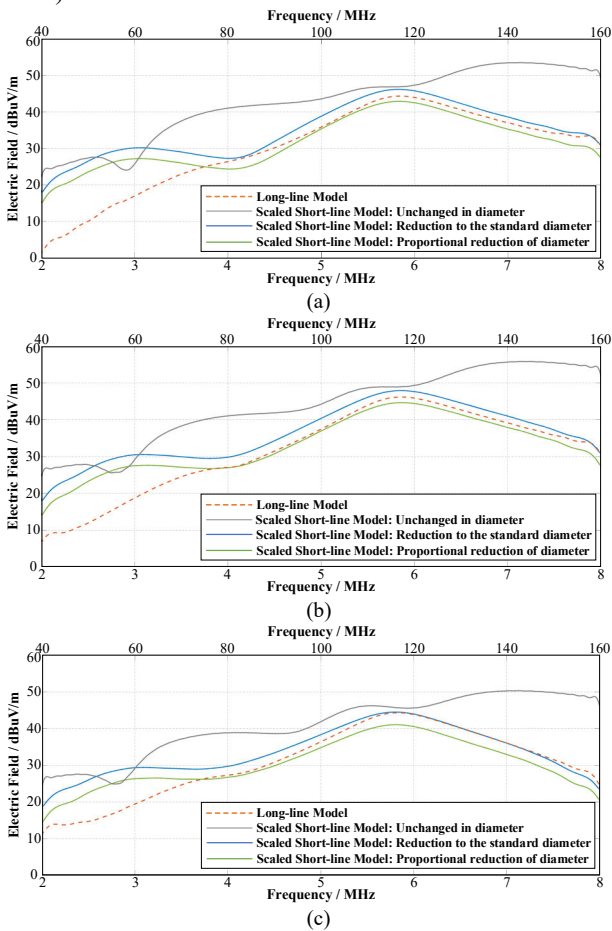 )
Frequency / MHz
40 60 80 100 120 140 160
60
50
40
30
20
10
0
Electric Field / dBuV/m
Long-line Model
Scaled Short-line Model: Unchanged in diameter
Scaled Short-line Model: Reduction to the standard diameter
Scaled Short-line Model: Proportional reduction of diameter
2 3 4 5 6 7 8
Frequency / MHz
(a)
Frequency / MHz
40 60 80 100 120 140 160
60
50
40
30
20
10
0
Electric Field / dBuV/m
Long-line Model
Scaled Short-line Model: Unchanged in diameter
Scaled Short-line Model: Reduction to the standard diameter
Scaled Short-line Model: Proportional reduction of diameter
2 3 4 5 6 7 8
Frequency / MHz
(b)
Frequency / MHz
40 60 80 100 120 140 160
60
50
40
30
20
10
0
Electric Field / dBuV/m
Long-line Model
Scaled Short-line Model: Unchanged in diameter
Scaled Short-line Model: Reduction to the standard diameter
Scaled Short-line Model: Proportional reduction of diameter
2 3 4 5 6 7 8
Frequency / MHz
(c)